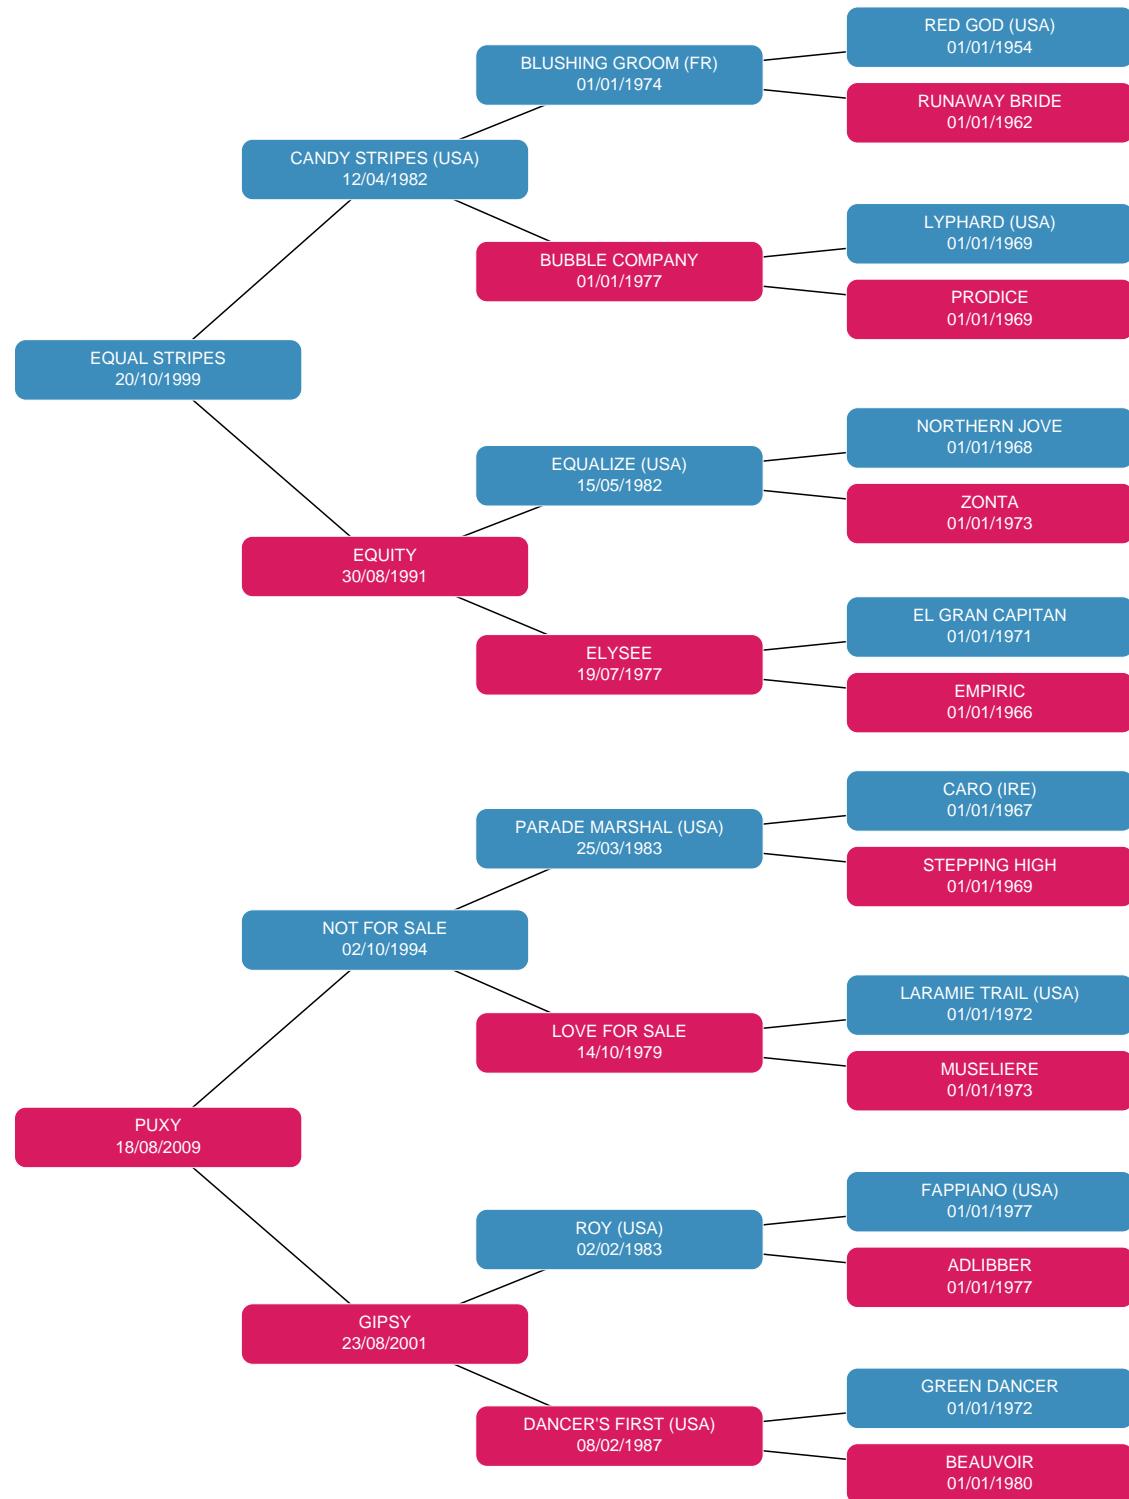 RED GOD (USA)
01/01/1954
BLUSHING GROOM (FR)
01/01/1974
RUNAWAY BRIDE
01/01/1962
CANDY STRIPES (USA)
12/04/1982
LYPHARD (USA)
01/01/1969
BUBBLE COMPANY
01/01/1977
PRODICE
01/01/1969
EQUAL STRIPES
20/10/1999
NORTHERN JOVE
01/01/1968
EQUALIZE (USA)
15/05/1982
ZONTA
01/01/1973
EQUITY
30/08/1991
EL GRAN CAPITAN
01/01/1971
ELYSEE
19/07/1977
EMPIRIC
01/01/1966
CARO (IRE)
01/01/1967
PARADE MARSHAL (USA)
25/03/1983
STEPPING HIGH
01/01/1969
NOT FOR SALE
02/10/1994
LARAMIE TRAIL (USA)
01/01/1972
LOVE FOR SALE
14/10/1979
MUSELIERE
01/01/1973
PUXY
18/08/2009
FAPPIANO (USA)
01/01/1977
ROY (USA)
02/02/1983
ADLIBBER
01/01/1977
GIPSY
23/08/2001
GREEN DANCER
01/01/1972
DANCER'S FIRST (USA)
08/02/1987
BEAUVOIR
01/01/1980